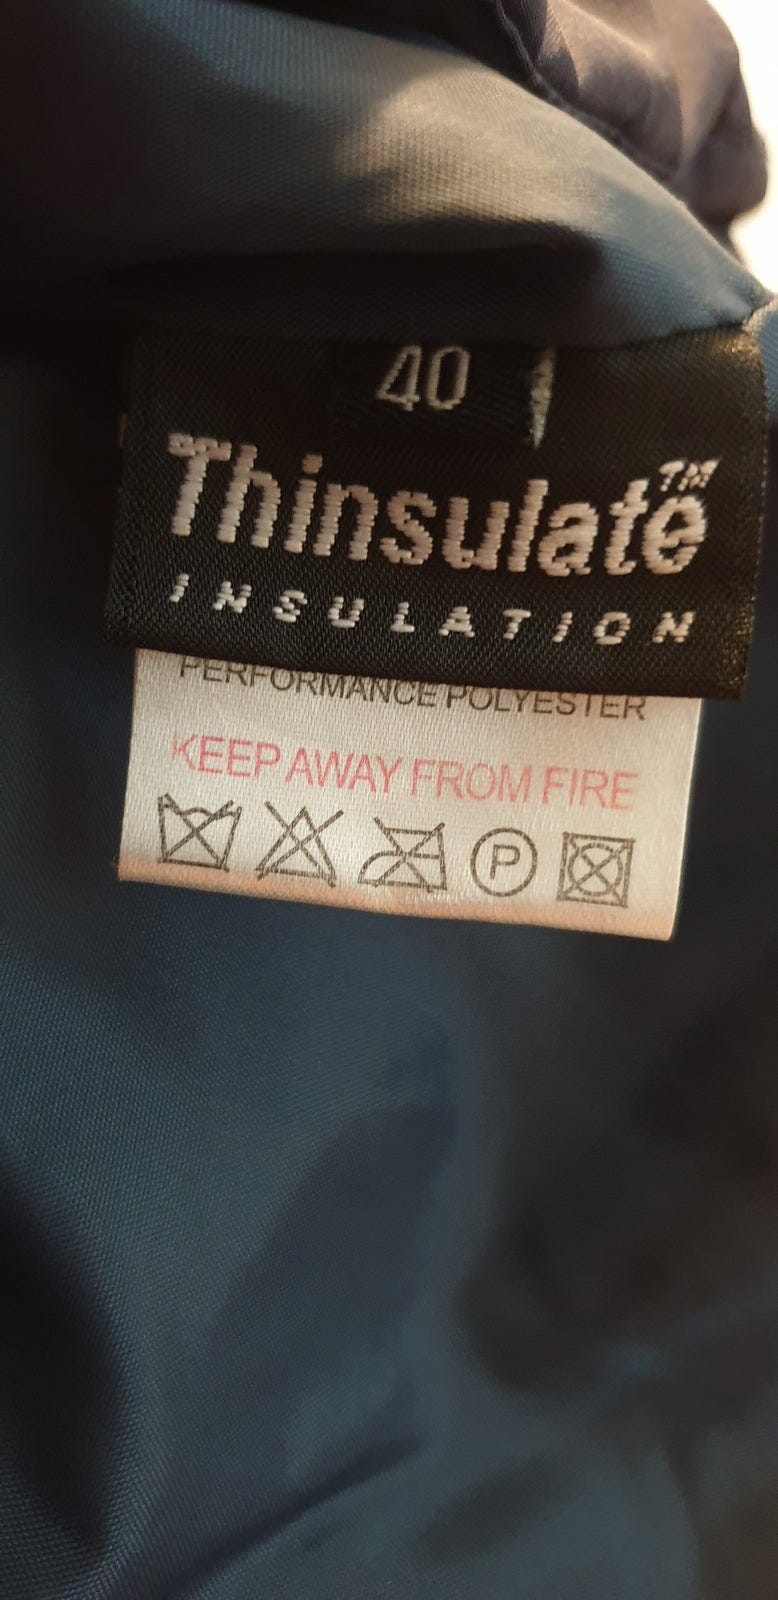 40
Thinsulate™
INSULATION
PERFORMANCE POLYESTER
KEEP AWAY FROM FIRE
P